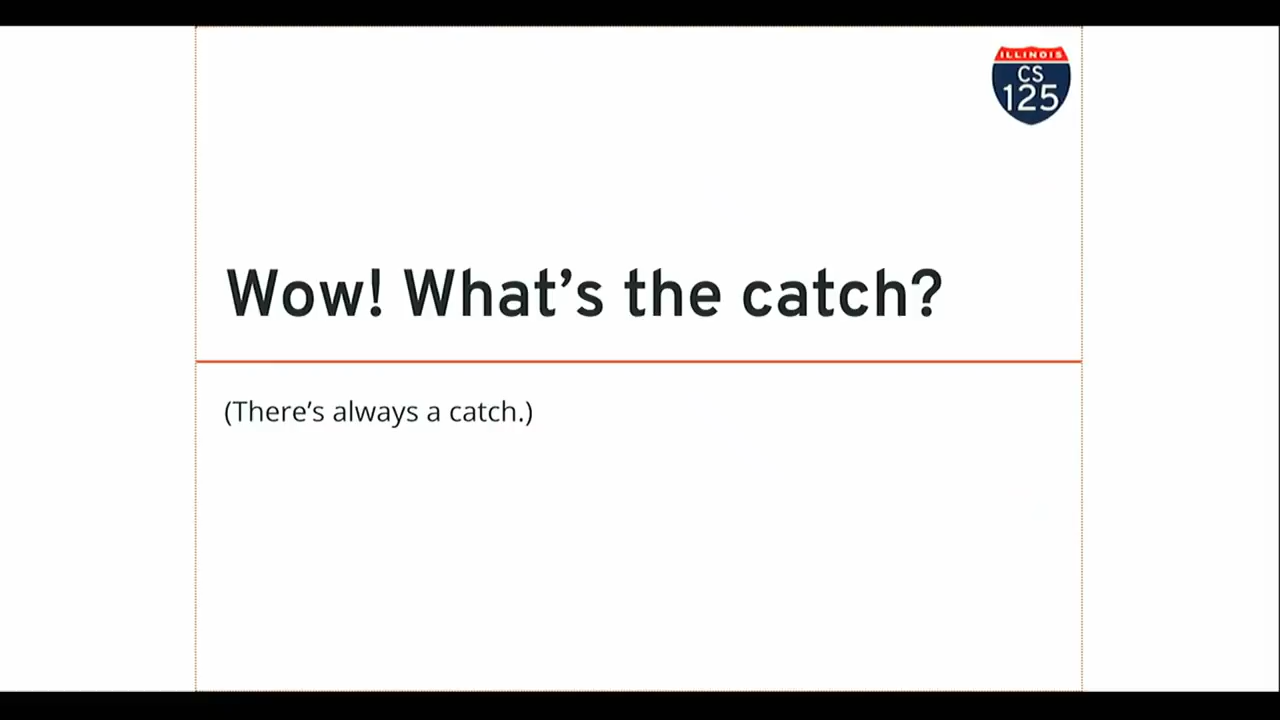 ILLINOIS
CS
125
Wow! What’s the catch?
(There’s always a catch.)